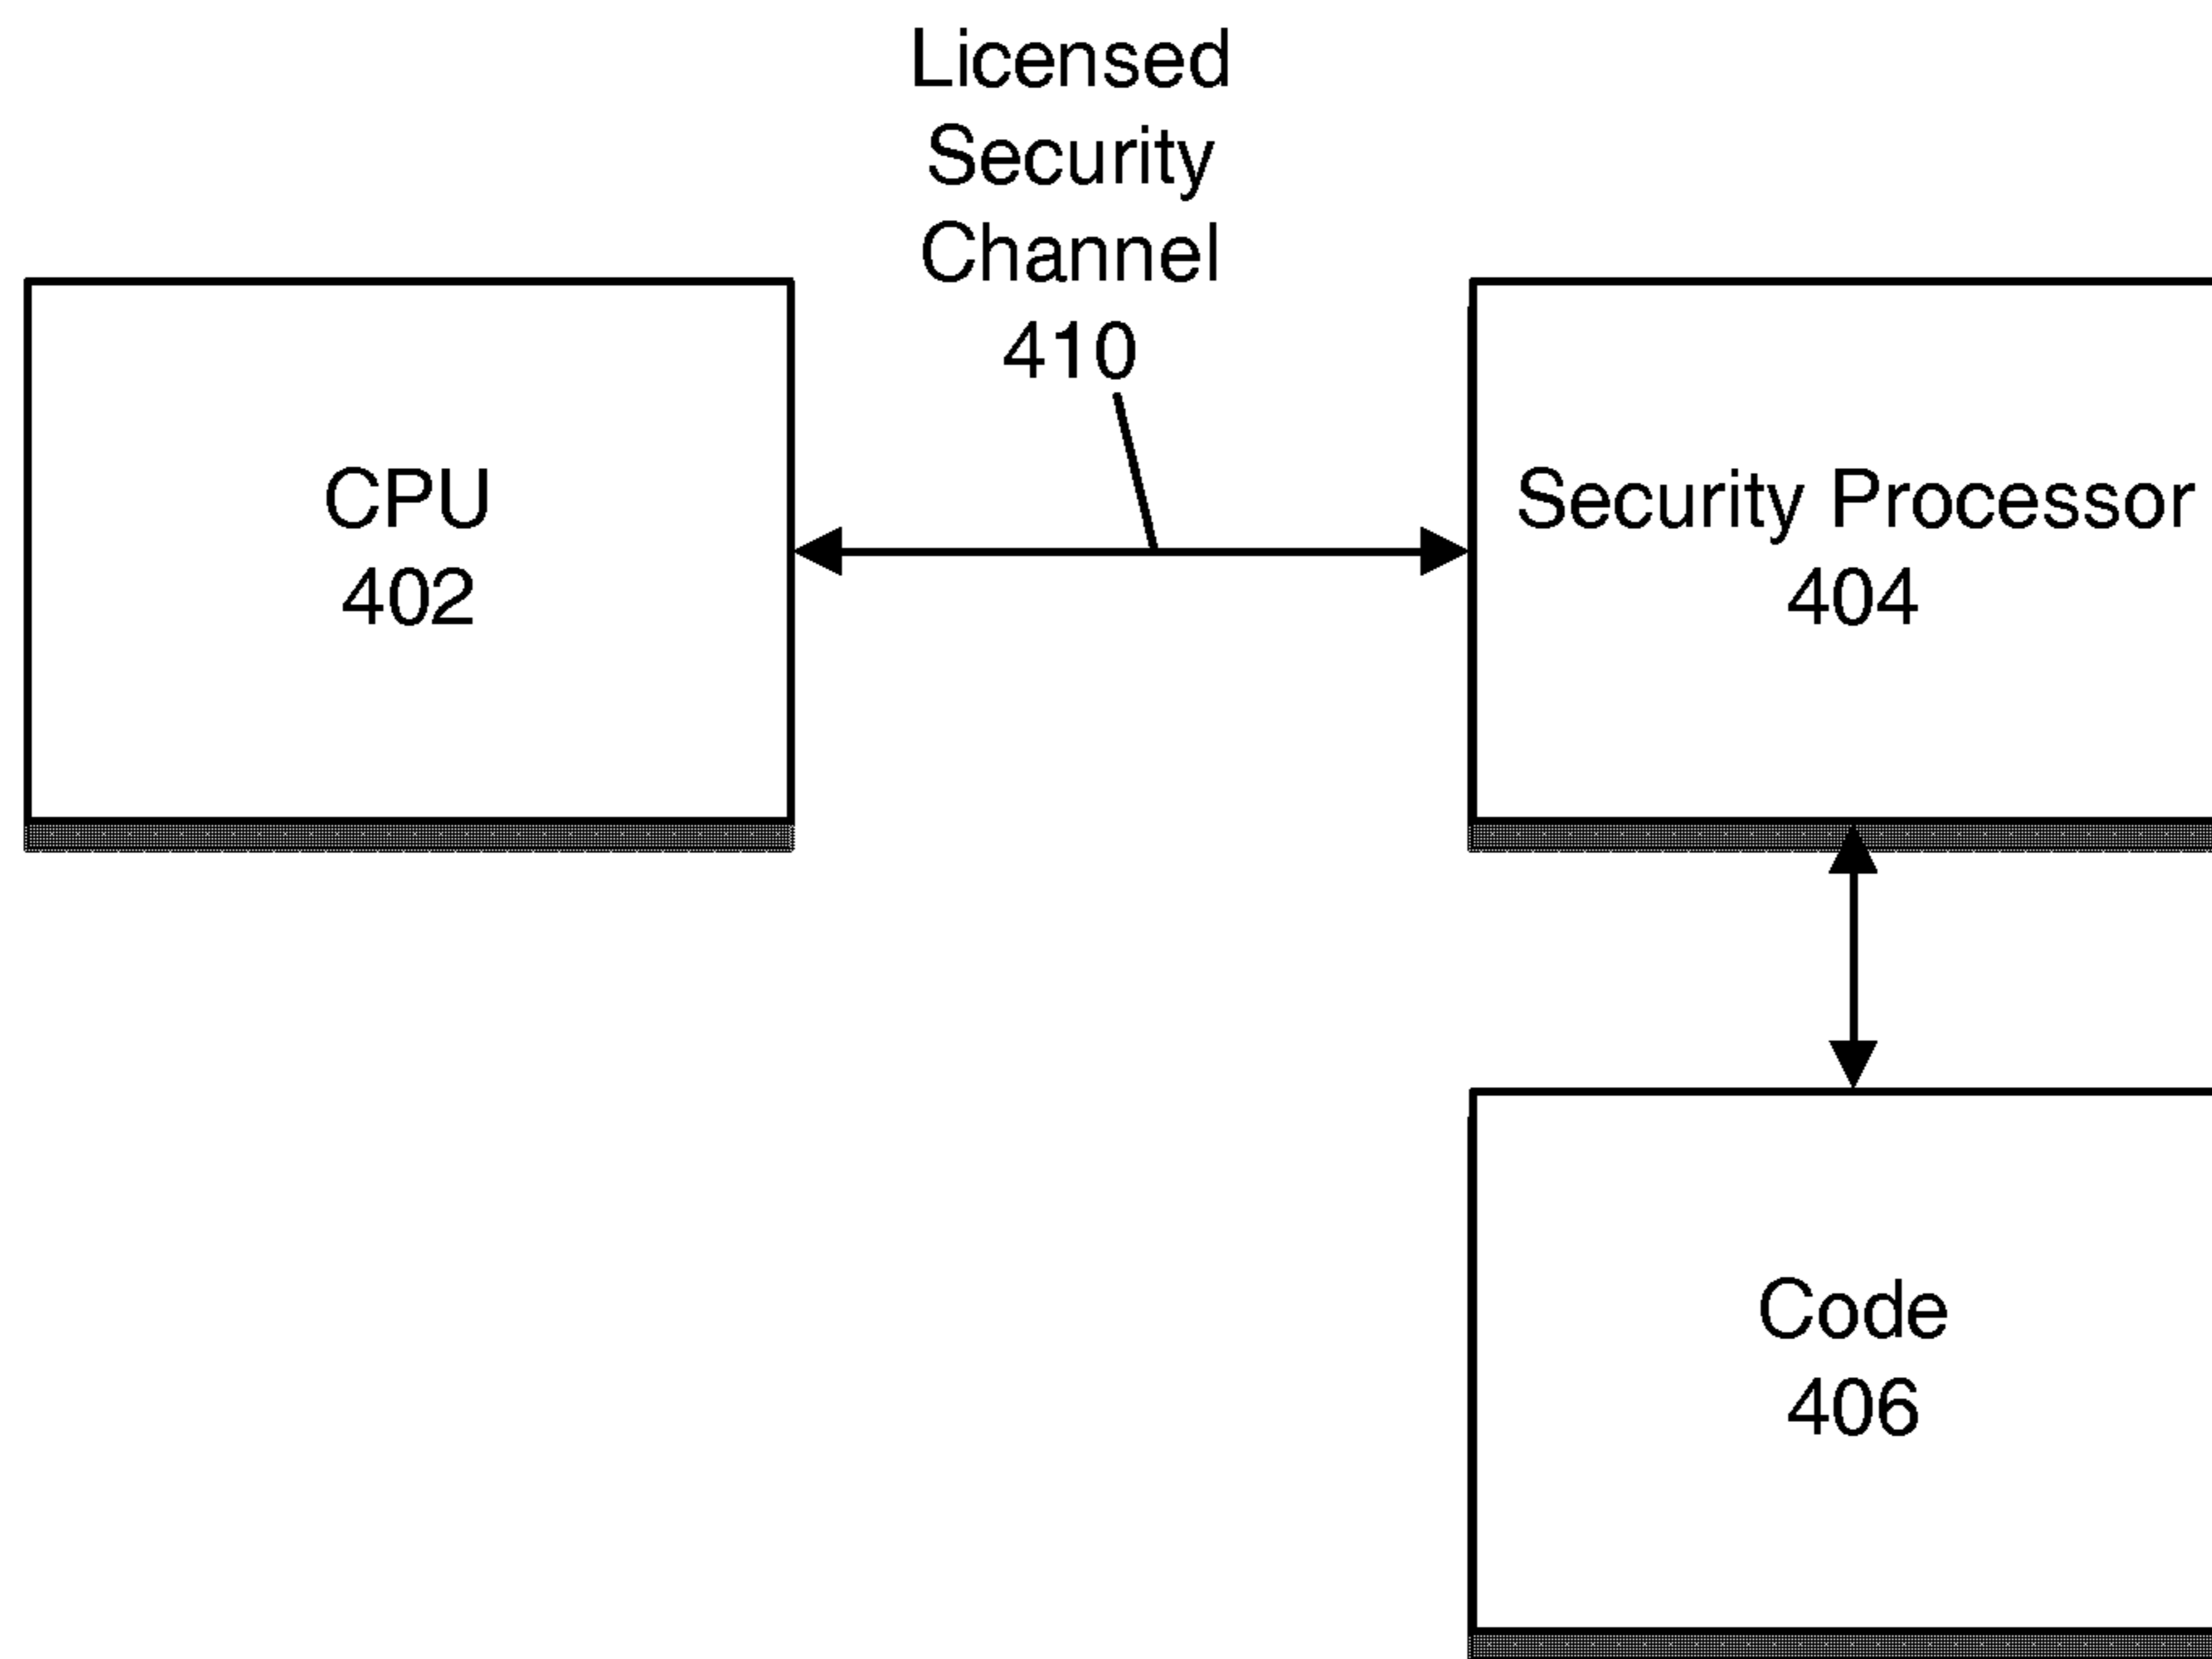 Licensed
Security
Channel
410
CPU
402
Security Processor
404
Code
406